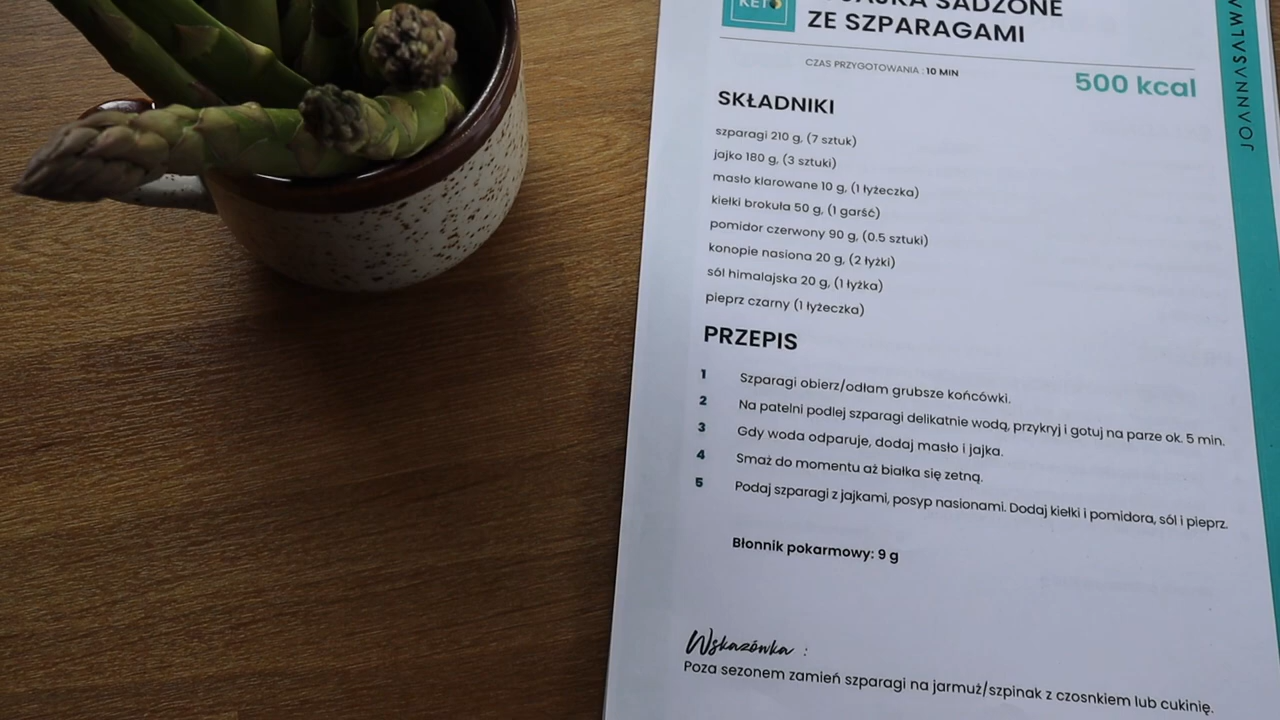 KETO
JAJKA SADZONE
ZE SZPARAGAMI
CZAS PRZYGOTOWANIA : 10 MIN
500 kcal
SKŁADNIKI
szparagi 210 g, (7 sztuk)
jajko 180 g, (3 sztuki)
masło klarowane 10 g, (1 łyżeczka)
kiełki brokuła 50 g, (1 garść)
pomidor czerwony 90 g, (0.5 sztuki)
konopie nasiona 20 g, (2 łyżki)
sól himalajska 20 g, (1 łyżka)
pieprz czarny (1 łyżeczka)
PRZEPIS
1 Szparagi obierz/odłam grubsze końcówki.
2 Na patelni podlej szparagi delikatnie wodą, przykryj i gotuj na parze ok. 5 min.
3 Gdy woda odparuje, dodaj masło i jajka.
4 Smaż do momentu aż białka się zetną.
5 Podaj szparagi z jajkami, posyp nasionami. Dodaj kiełki i pomidora, sól i pieprz.
Błonnik pokarmowy: 9 g
Wskazówka :
Poza sezonem zamień szparagi na jarmuż/szpinak z czosnkiem lub cukinię.